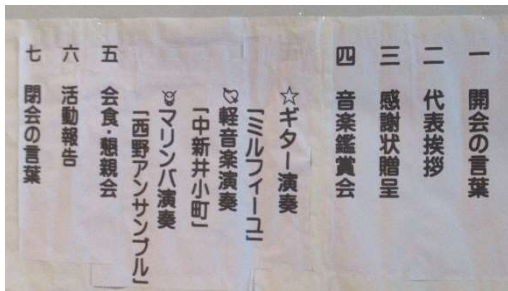 一 開会の言葉
二 代表挨拶
三 感謝状贈呈
四 音楽鑑賞会
☆ギター演奏
「ミルフィーユ」
軽音楽演奏
「中新井小町」
マリンバ演奏
「西野アンサンブル」
五 会食・懇親会
六 活動報告
七 閉会の言葉